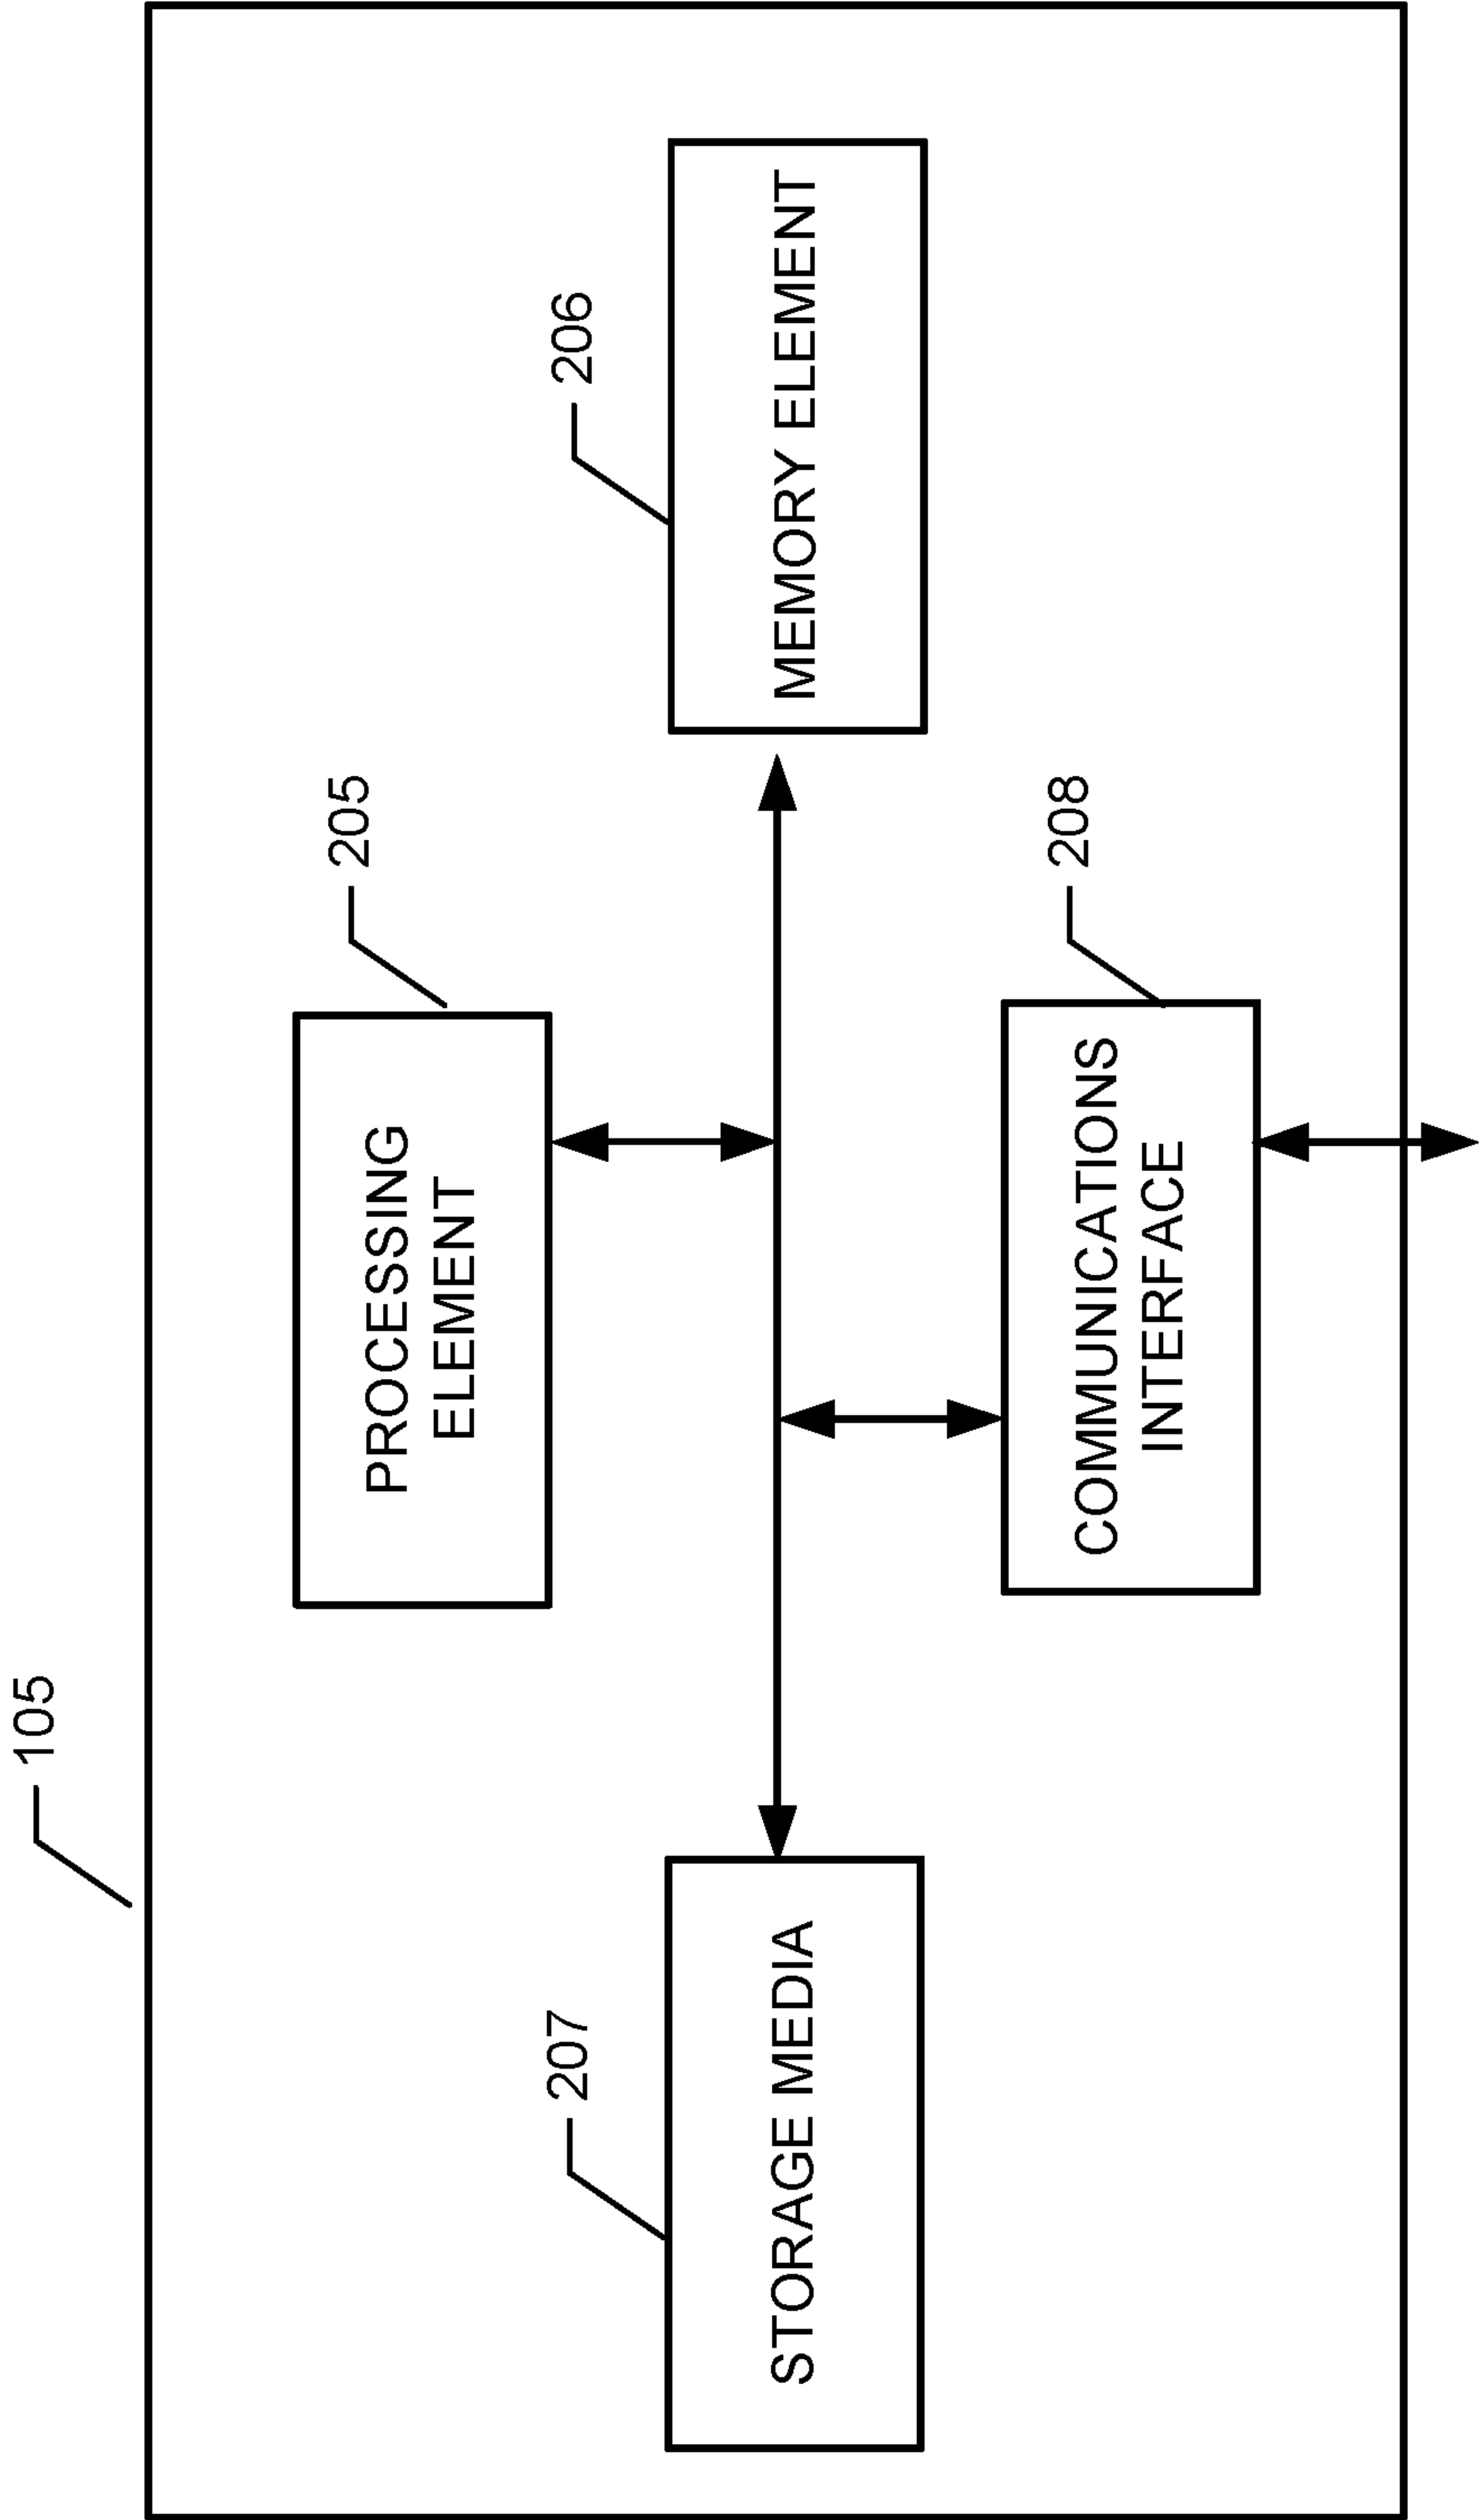 105
205
PROCESSING
ELEMENT
207
STORAGE MEDIA
206
MEMORY ELEMENT
208
COMMUNICATIONS
INTERFACE